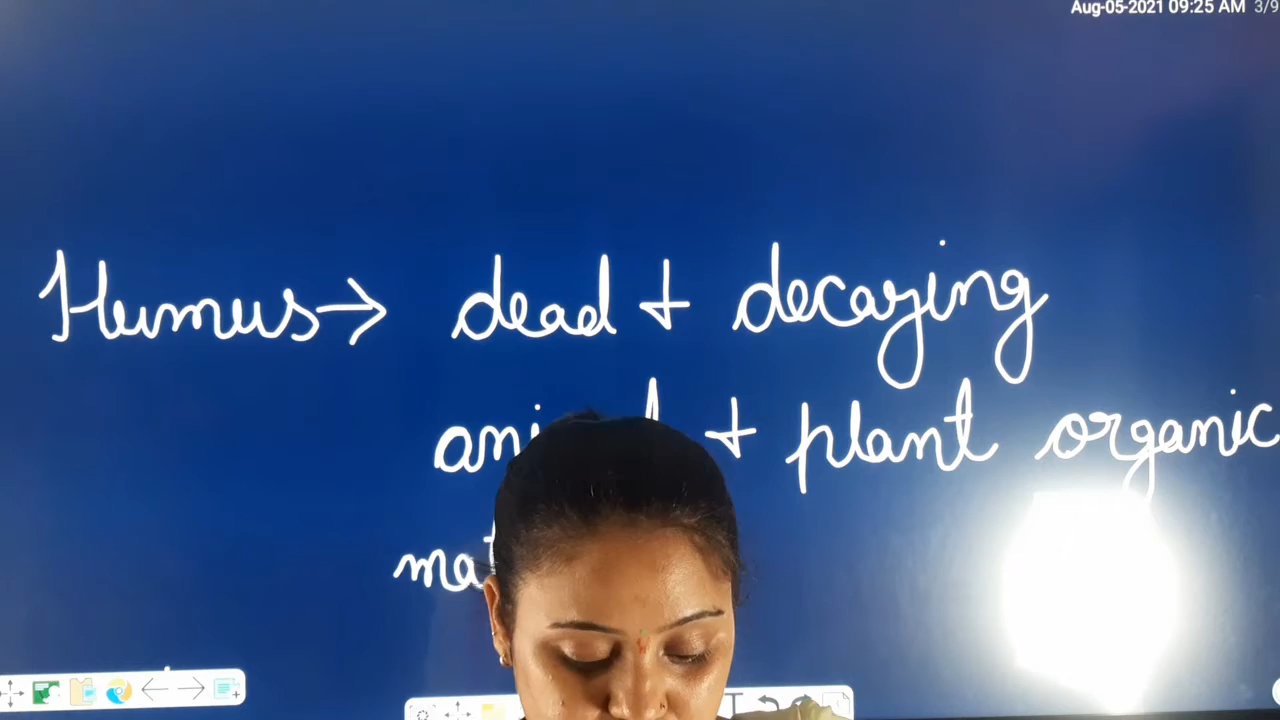 Aug-05-2021 09:25 AM 3/9
Humus → dead + decaying
+ plant organic